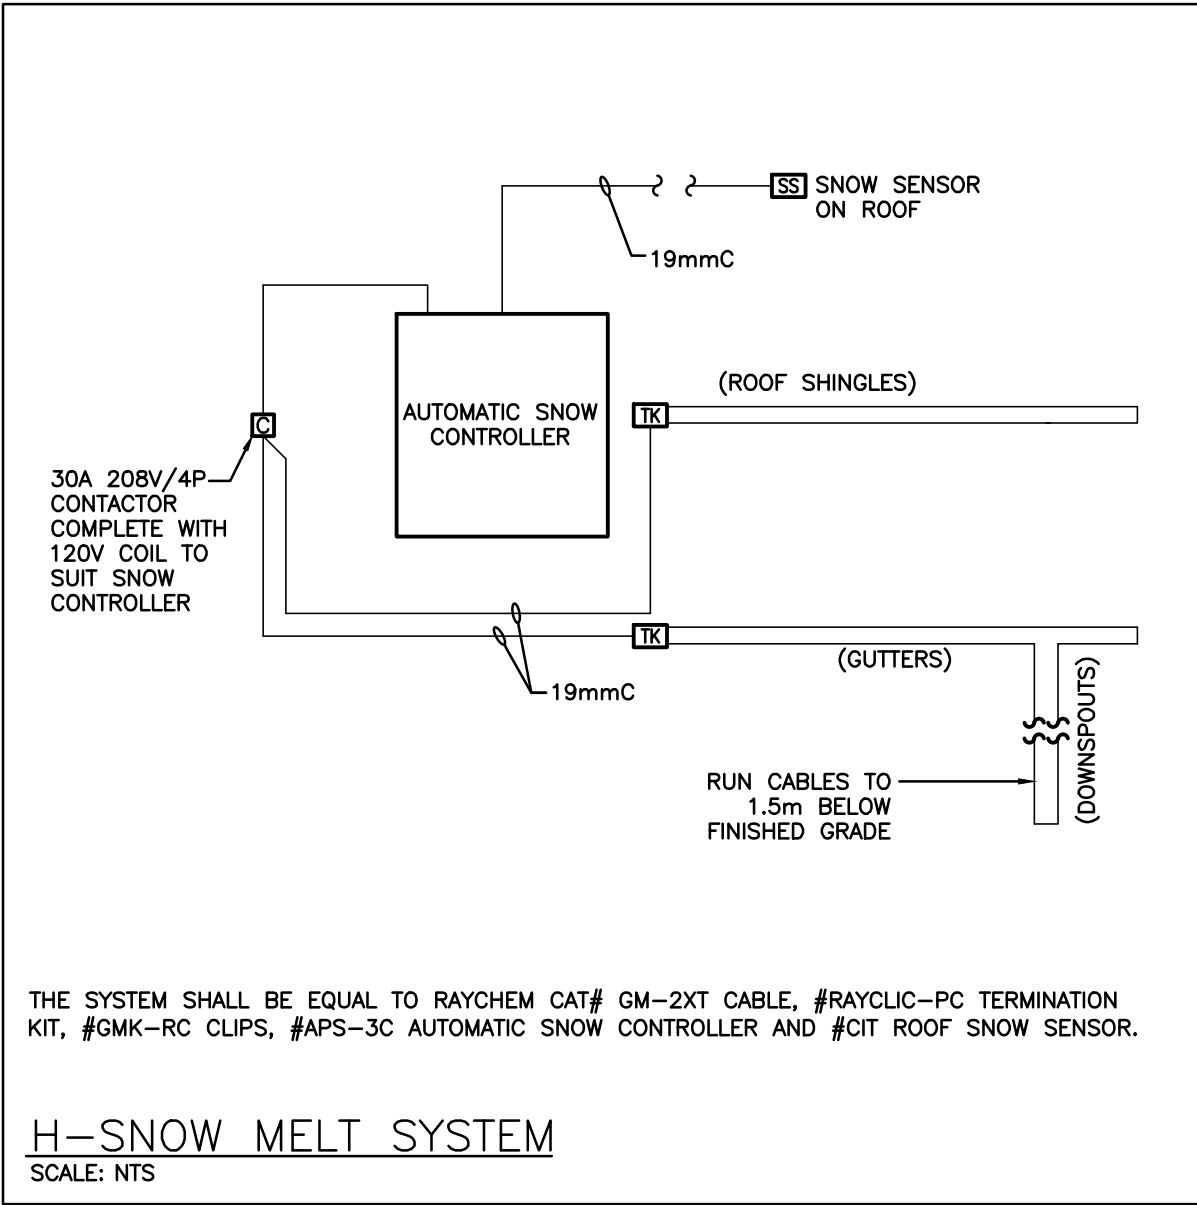 SS SNOW SENSOR
ON ROOF
19mmC
(ROOF SHINGLES)
AUTOMATIC SNOW
CONTROLLER
TK
C
30A 208V/4P
CONTACTOR
COMPLETE WITH
120V COIL TO
SUIT SNOW
CONTROLLER
TK
(GUTTERS)
19mmC
(DOWNSPOUTS)
RUN CABLES TO
1.5m BELOW
FINISHED GRADE
THE SYSTEM SHALL BE EQUAL TO RAYCHEM CAT# GM-2XT CABLE, #RAYCLIC-PC TERMINATION
KIT, #GMK-RC CLIPS, #APS-3C AUTOMATIC SNOW CONTROLLER AND #CIT ROOF SNOW SENSOR.
H-SNOW MELT SYSTEM
SCALE: NTS